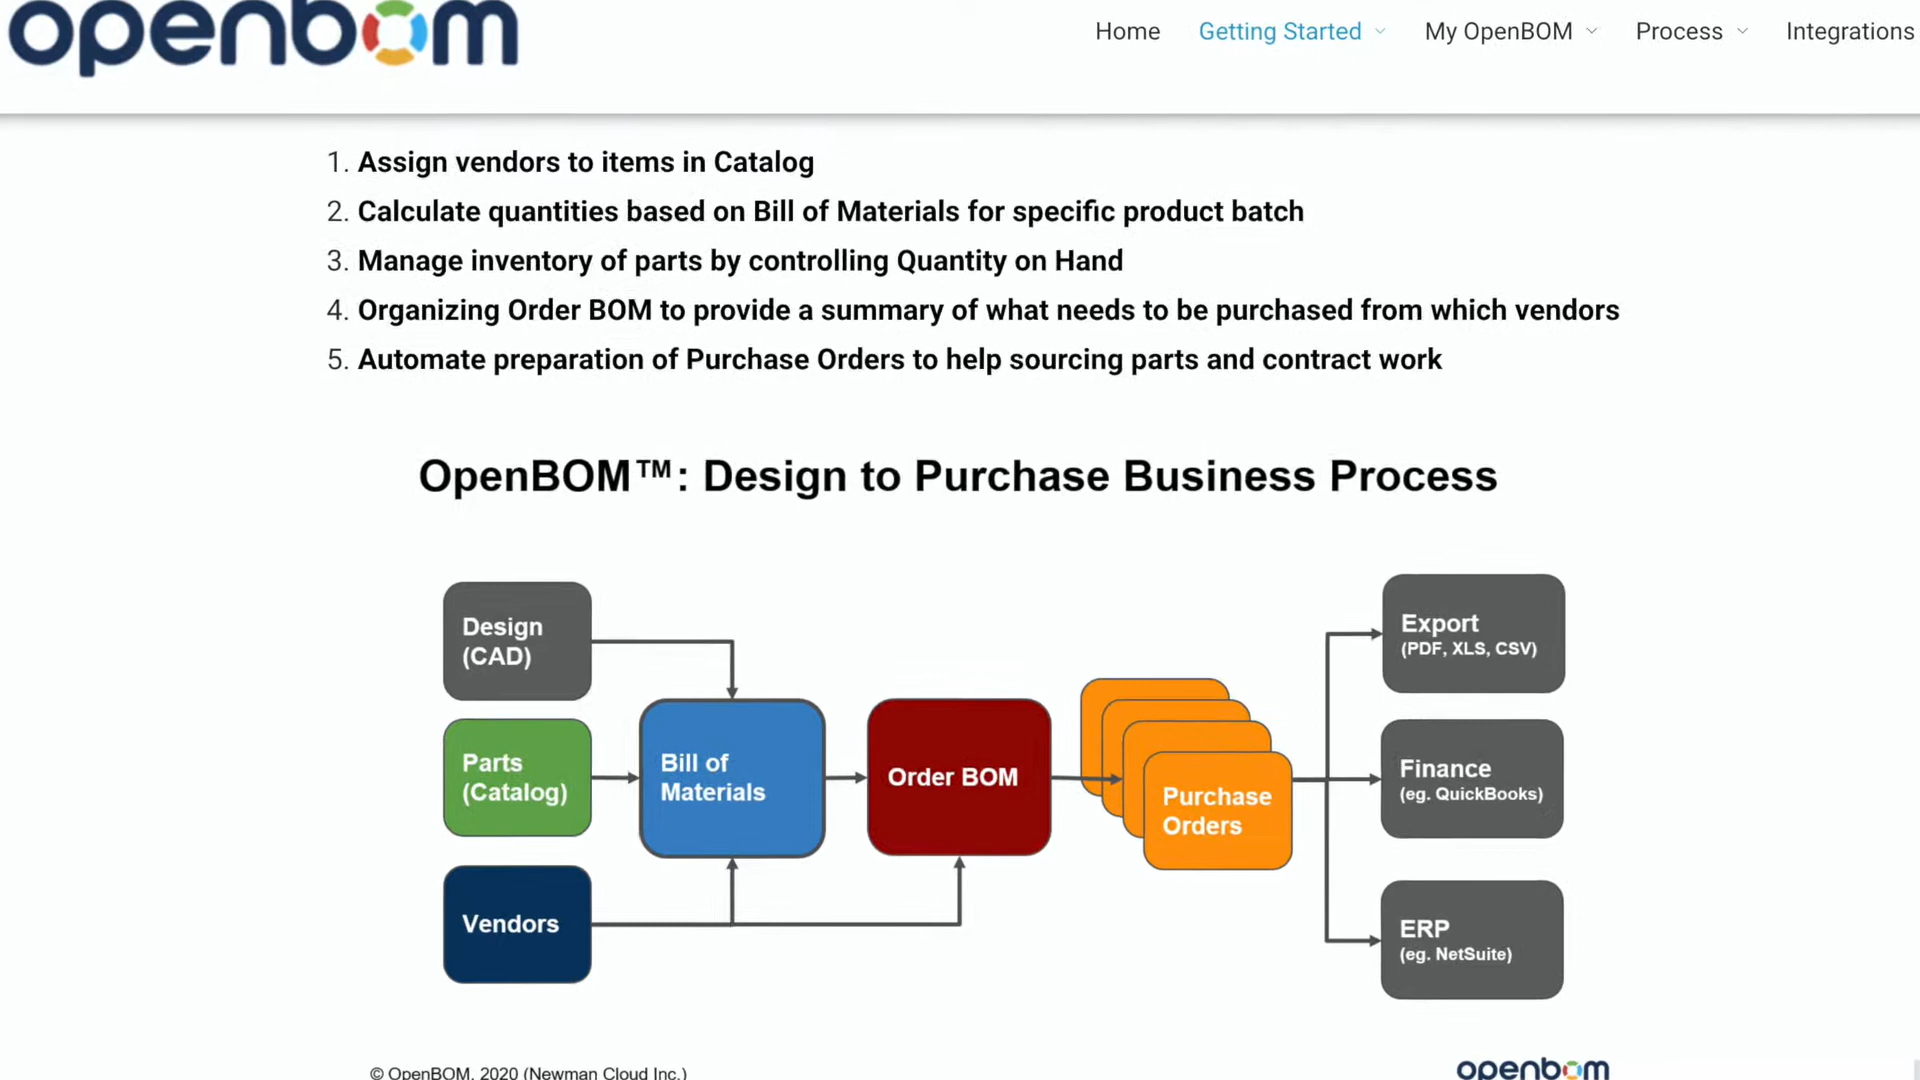 openbom
Home Getting Started My OpenBOM Process Integrations
1. Assign vendors to items in Catalog
2. Calculate quantities based on Bill of Materials for specific product batch
3. Manage inventory of parts by controlling Quantity on Hand
4. Organizing Order BOM to provide a summary of what needs to be purchased from which vendors
5. Automate preparation of Purchase Orders to help sourcing parts and contract work
OpenBOM™: Design to Purchase Business Process
Design
(CAD)
Parts
(Catalog)
Vendors
Bill of
Materials
Order BOM
Purchase
Orders
Export
(PDF, XLS, CSV)
Finance
(eg. QuickBooks)
ERP
(eg. NetSuite)
© OpenBOM, 2020 (Newman Cloud Inc.)
openbom